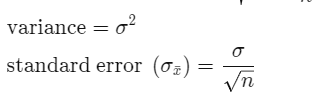 variance = σ²
standard error (σ_x̄) = σ/√n